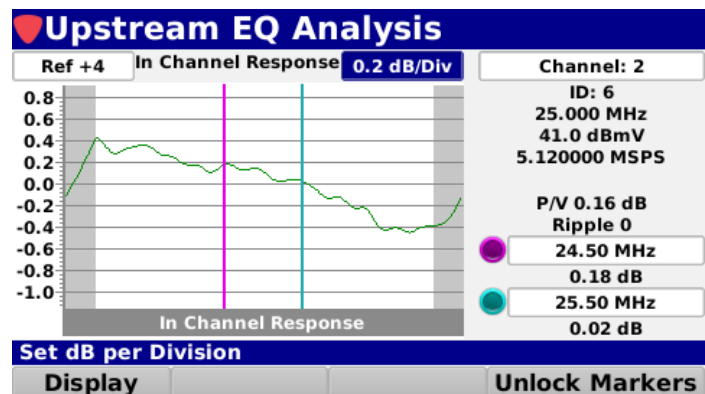 Upstream EQ Analysis
Ref +4
In Channel Response
0.2 dB/Div
Channel: 2
0.8
0.6
0.4
0.2
0.0
-0.2
-0.4
-0.6
-0.8
-1.0
In Channel Response
ID: 6
25.000 MHz
41.0 dBmV
5.120000 MSPS
P/V 0.16 dB
Ripple 0
24.50 MHz
0.18 dB
25.50 MHz
0.02 dB
Set dB per Division
Display
Unlock Markers